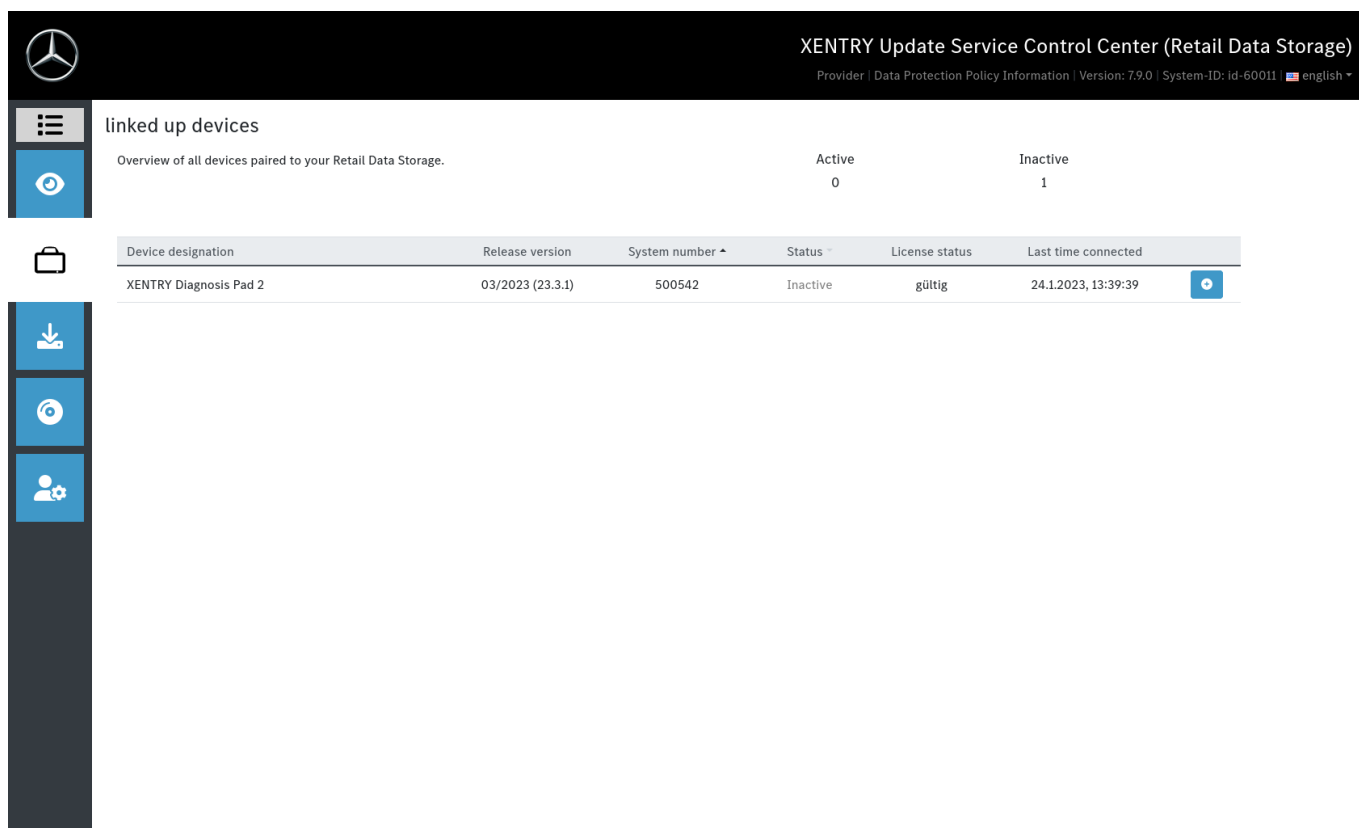 XENTRY Update Service Control Center (Retail Data Storage)
Provider | Data Protection Policy Information | Version: 7.9.0 | System-ID: id-60011 | english
linked up devices
Overview of all devices paired to your Retail Data Storage. Active Inactive
0 1
Device designation Release version System number Status License status Last time connected
XENTRY Diagnosis Pad 2 03/2023 (23.3.1) 500542 Inactive gültig 24.1.2023, 13:39:39